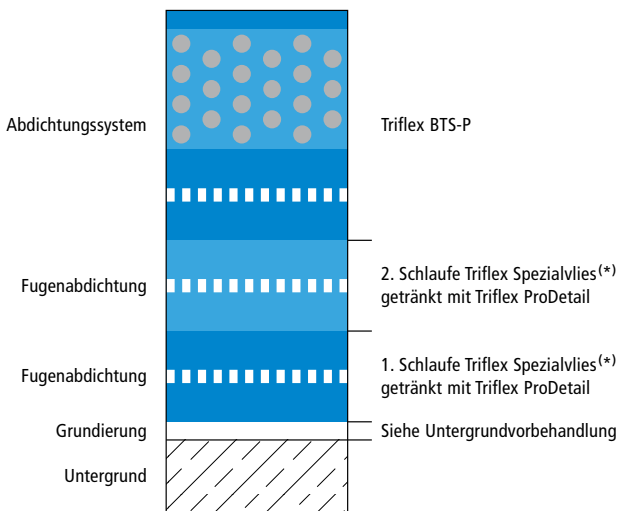 Abdichtungssystem
Triflex BTS-P
Fugenabdichtung
2. Schlaufe Triflex Spezialvlies(*)
getränkt mit Triflex ProDetail
Fugenabdichtung
1. Schlaufe Triflex Spezialvlies(*)
getränkt mit Triflex ProDetail
Grundierung
Siehe Untergrundvorbehandlung
Untergrund